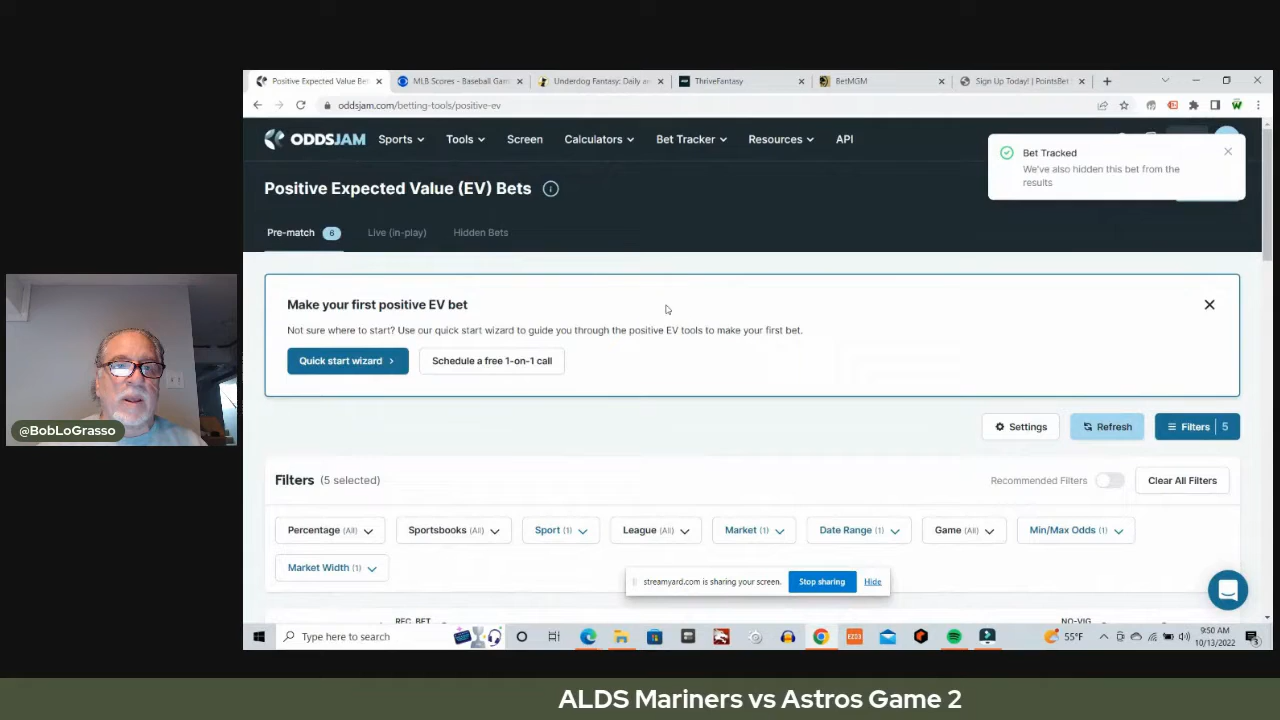 Positive Expected Value Be
MLB Scores - Baseball Gam
Underdog Fantasy: Daily a
ThriveFantasy
BetMGM
Sign Up Today! | PointsBet
oddsjam.com/betting-tools/positive-ev
ODDSJAM Sports Tools Screen Calculators Bet Tracker Resources API
Bet Tracked
We've also hidden this bet from the
results
Positive Expected Value (EV) Bets
Pre-match 6 Live (in-play) Hidden Bets
Make your first positive EV bet
Not sure where to start? Use our quick start wizard to guide you through the positive EV tools to make your first bet.
Quick start wizard > Schedule a free 1-on-1 call
@BobLoGrasso
Settings Refresh Filters 5
Filters (5 selected) Recommended Filters Clear All Filters
Percentage (All) Sportsbooks (All) Sport (1) League (All) Market (1) Date Range (1) Game (All) Min/Max Odds (1)
Market Width (1)
streamyard.com is sharing your screen. Stop sharing Hide
REC. BET NO-VIG
Type here to search
55°F
9:50 AM
10/13/2022
ALDS Mariners vs Astros Game 2